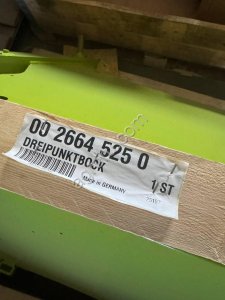 00 2664 525 0
DREIPUNKTBOCK
Made in GERMANY
1/ST